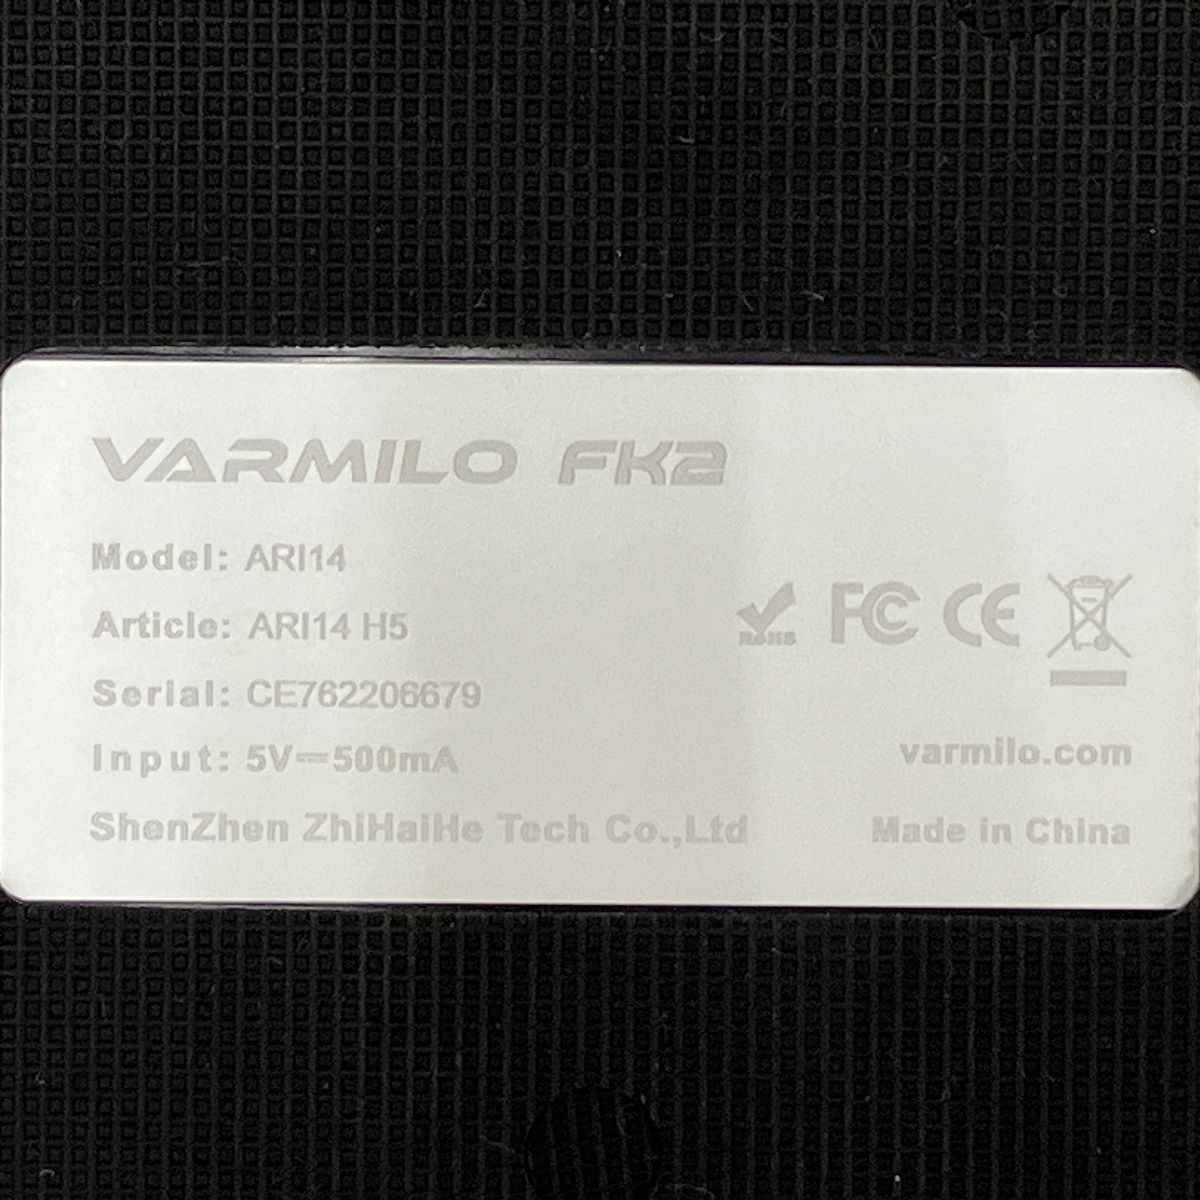 VARMILO FK2
Model: ARI14
Article: ARI14 H5
Serial: CE762206679
Input: 5V⎓500mA
ShenZhen ZhiHaiHe Tech Co.,Ltd
RoHS FC CE
varmilo.com
Made in China